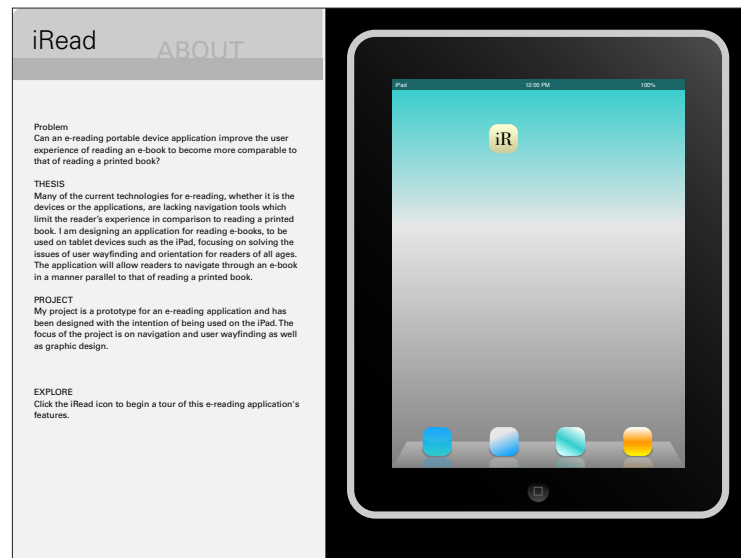 iRead
ABOUT
Problem
Can an e-reading portable device application improve the user
experience of reading an e-book to become more comparable to
that of reading a printed book?
THESIS
Many of the current technologies for e-reading, whether it is the
devices or the applications, are lacking navigation tools which
limit the reader's experience in comparison to reading a printed
book. I am designing an application for reading e-books, to be
used on tablet devices such as the iPad, focusing on solving the
issues of user wayfinding and orientation for readers of all ages.
The application will allow readers to navigate through an e-book
in a manner parallel to that of reading a printed book.
PROJECT
My project is a prototype for an e-reading application and has
been designed with the intention of being used on the iPad. The
focus of the project is on navigation and user wayfinding as well
as graphic design.
EXPLORE
Click the iRead icon to begin a tour of this e-reading application's
features.
iPad 12:00 PM 100%
iR